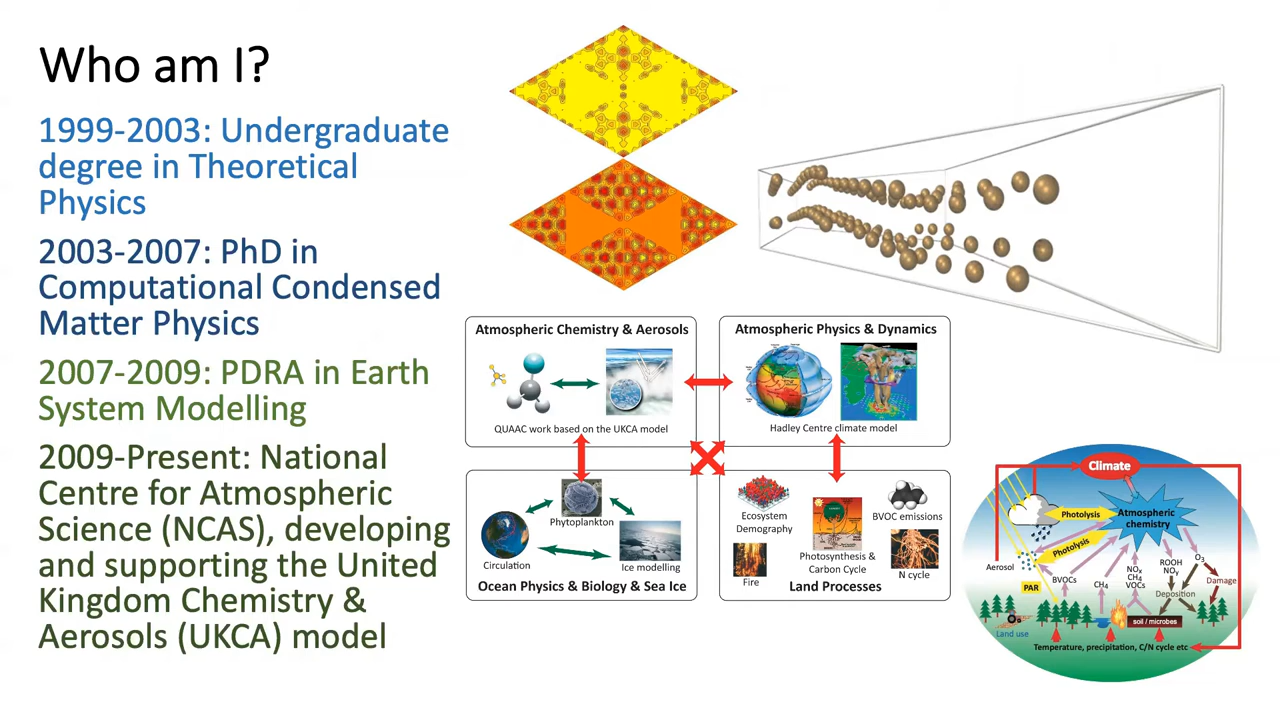 Who am I?
1999-2003: Undergraduate
degree in Theoretical
Physics
2003-2007: PhD in
Computational Condensed
Matter Physics
2007-2009: PDRA in Earth
System Modelling
2009-Present: National
Centre for Atmospheric
Science (NCAS), developing
and supporting the United
Kingdom Chemistry &
Aerosols (UKCA) model
Atmospheric Chemistry & Aerosols
QUAAC work based on the UKCA model
Atmospheric Physics & Dynamics
Hadley Centre climate model
Phytoplankton
Circulation
Ice modelling
Ocean Physics & Biology & Sea Ice
Ecosystem
Demography
BVOC emissions
Fire
Photosynthesis &
Carbon Cycle
N cycle
Land Processes
Climate
Photolysis
Atmospheric
chemistry
Photolysis
Aerosol
PAR
BVOCs
CH4
NOx
CH4
VOCs
ROOH
NOy
O3
Damage
Deposition
Land use
soil / microbes
Temperature, precipitation, C/N cycle etc